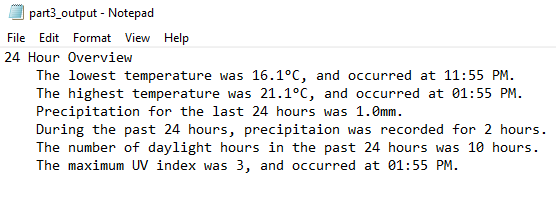 part3_output - Notepad
File Edit Format View Help
24 Hour Overview
The lowest temperature was 16.1°C, and occurred at 11:55 PM.
The highest temperature was 21.1°C, and occurred at 01:55 PM.
Precipitation for the last 24 hours was 1.0mm.
During the past 24 hours, precipitaion was recorded for 2 hours.
The number of daylight hours in the past 24 hours was 10 hours.
The maximum UV index was 3, and occurred at 01:55 PM.